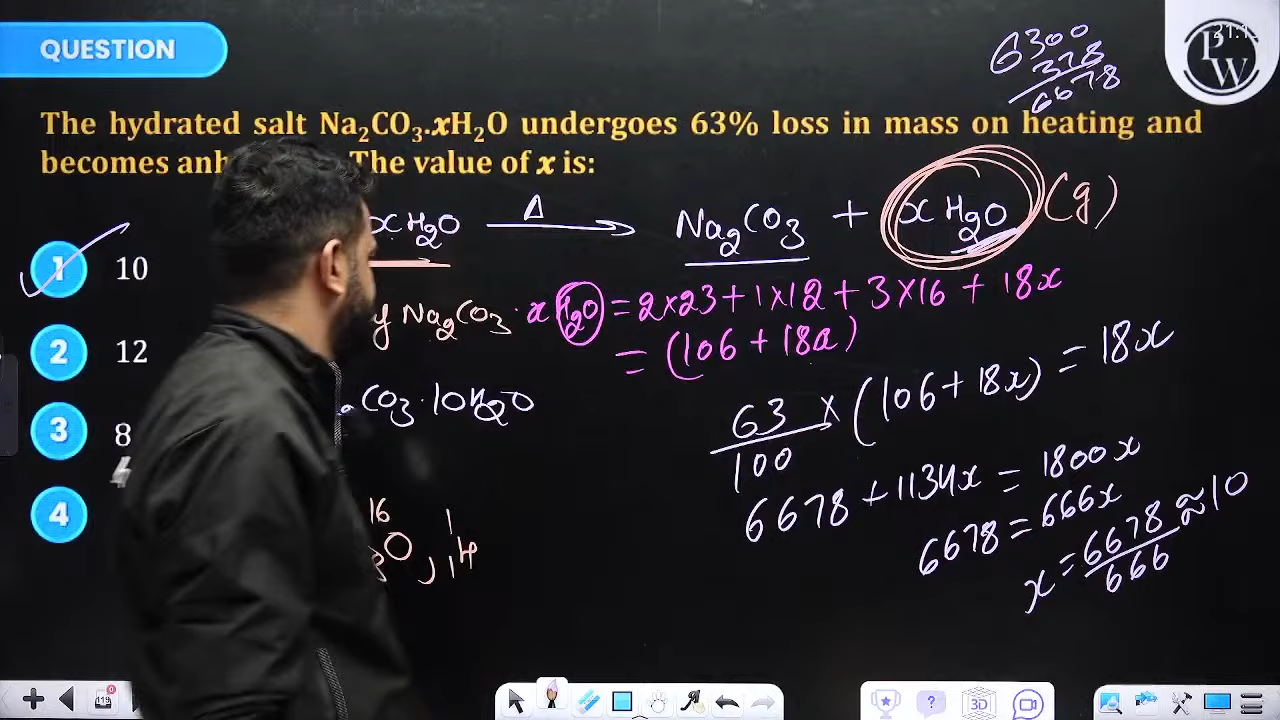 QUESTION
6300
378
6678
PW
The hydrated salt Na₂CO₃.xH₂O undergoes 63% loss in mass on heating and
becomes anh The value of x is:
xH₂O Δ Na₂CO₃ + xH₂O (g)
1 10
y Na₂CO₃ · x H₂O = 2×23 + 1×12 + 3×16 + 18x
= (106 + 18x)
2 12
CO₃·10H₂O
63/100 × (106 + 18x) = 18x
3 8
6678 + 1134x = 1800x
4
16
O, H
6678 = 666x
x = 6678/666 ≈ 10
3D